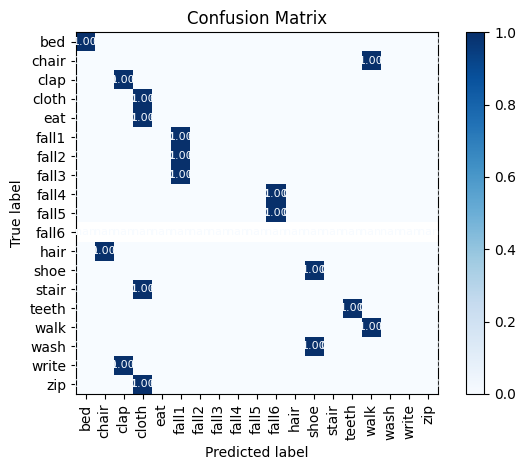 Confusion Matrix
True label
bed 1.00
chair 1.00
clap 1.00
cloth 1.00
eat 1.00
fall1 1.00
fall2 1.00
fall3 1.00
fall4 1.00
fall5 1.00
fall6
hair 1.00
shoe 1.00
stair 1.00
teeth 1.00
walk 1.00
wash 1.00
write 1.00
zip 1.00
bed chair clap cloth eat fall1 fall2 fall3 fall4 fall5 fall6 hair shoe stair teeth walk wash write zip
Predicted label
1.0
0.8
0.6
0.4
0.2
0.0